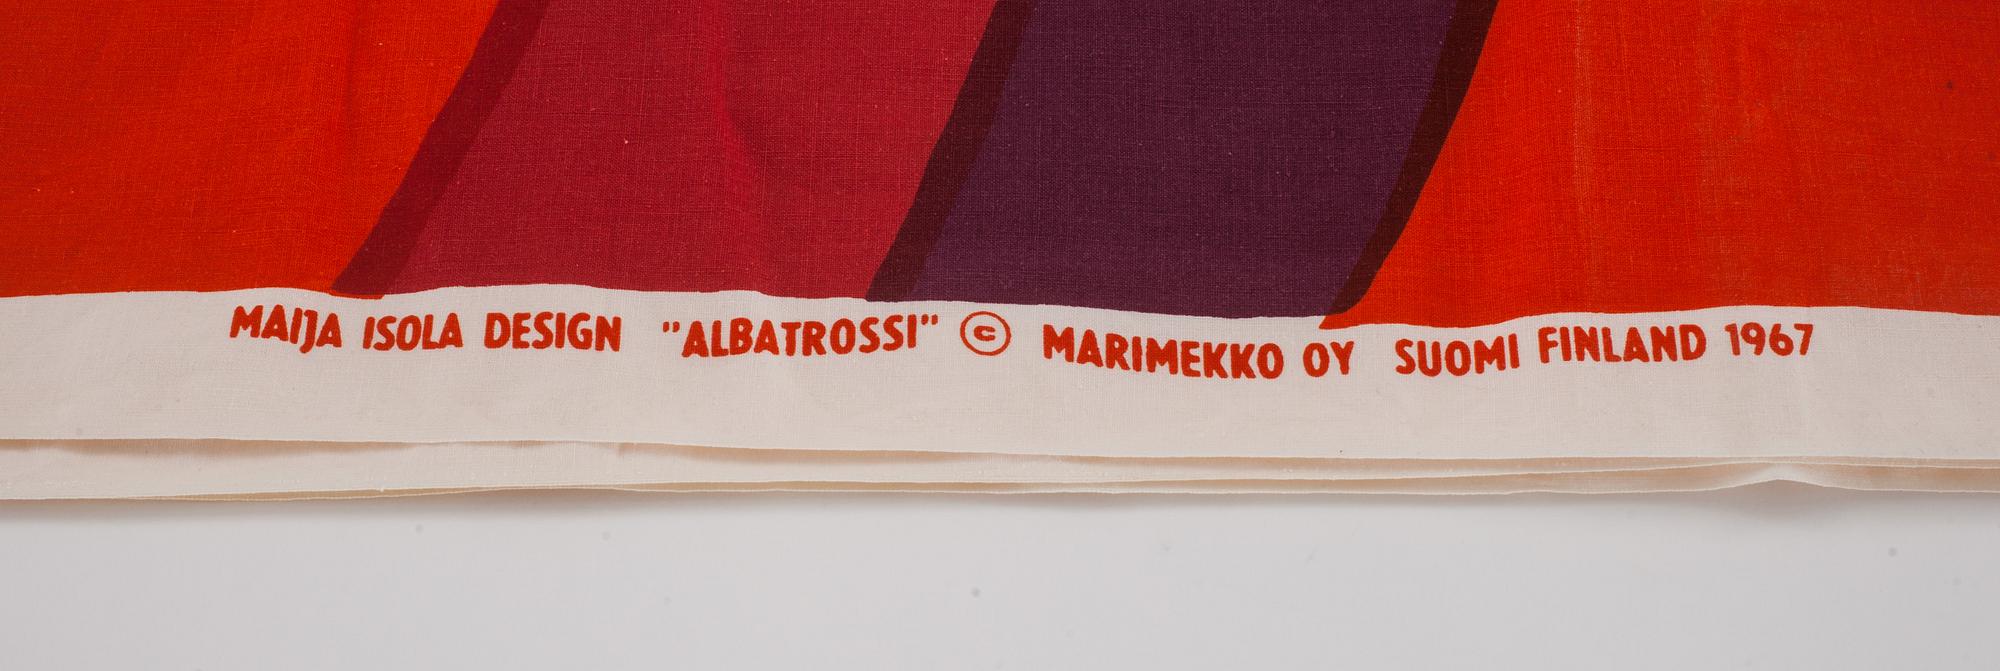 MAIJA ISOLA DESIGN "ALBATROSSI" © MARIMEKKO OY SUOMI FINLAND 1967